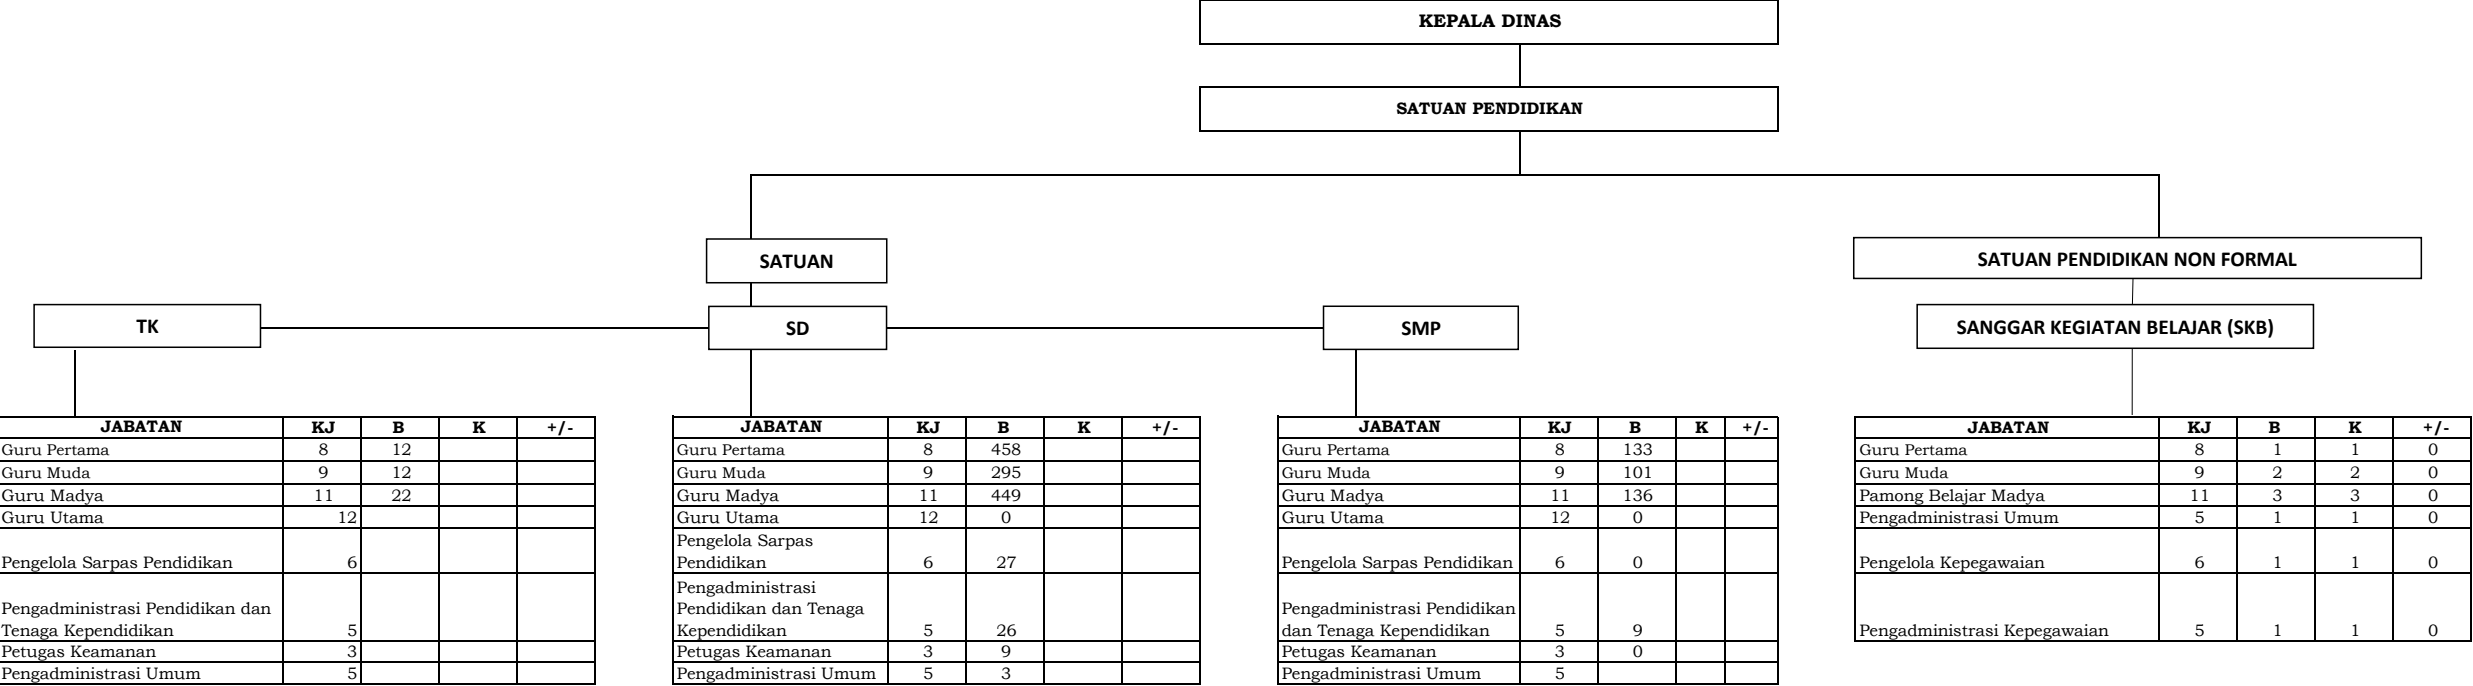 KEPALA DINAS
SATUAN PENDIDIKAN
SATUAN
SATUAN PENDIDIKAN NON FORMAL
TK
SD
SMP
SANGGAR KEGIATAN BELAJAR (SKB)
JABATAN KJ B K +/-
Guru Pertama 8 12
Guru Muda 9 12
Guru Madya 11 22
Guru Utama 12
Pengelola Sarpas Pendidikan 6
Pengadministrasi Pendidikan dan
Tenaga Kependidikan 5
Petugas Keamanan 3
Pengadministrasi Umum 5
JABATAN KJ B K +/-
Guru Pertama 8 458
Guru Muda 9 295
Guru Madya 11 449
Guru Utama 12 0
Pengelola Sarpas
Pendidikan 6 27
Pengadministrasi
Pendidikan dan Tenaga
Kependidikan 5 26
Petugas Keamanan 3 9
Pengadministrasi Umum 5 3
JABATAN KJ B K +/-
Guru Pertama 8 133
Guru Muda 9 101
Guru Madya 11 136
Guru Utama 12 0
Pengelola Sarpas Pendidikan 6 0
Pengadministrasi Pendidikan
dan Tenaga Kependidikan 5 9
Petugas Keamanan 3 0
Pengadministrasi Umum 5
JABATAN KJ B K +/-
Guru Pertama 8 1 1 0
Guru Muda 9 2 2 0
Pamong Belajar Madya 11 3 3 0
Pengadministrasi Umum 5 1 1 0
Pengelola Kepegawaian 6 1 1 0
Pengadministrasi Kepegawaian 5 1 1 0